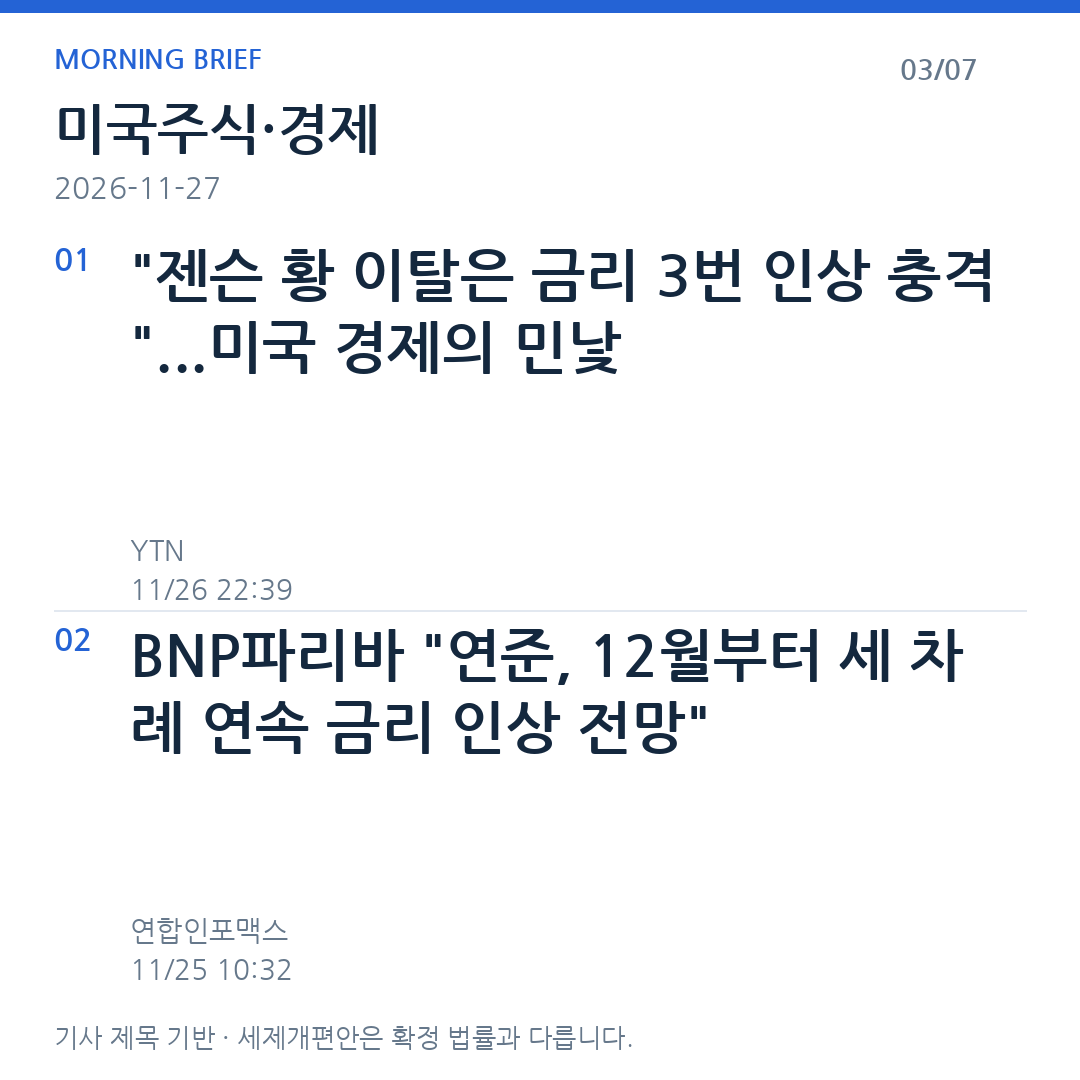 MORNING BRIEF
03/07
미국주식·경제
2026-11-27
01
"젠슨 황 이탈은 금리 3번 인상 충격
"...미국 경제의 민낯
YTN
11/26 22:39
02
BNP파리바 "연준, 12월부터 세 차
례 연속 금리 인상 전망"
연합인포맥스
11/25 10:32
기사 제목 기반 · 세제개편안은 확정 법률과 다릅니다.